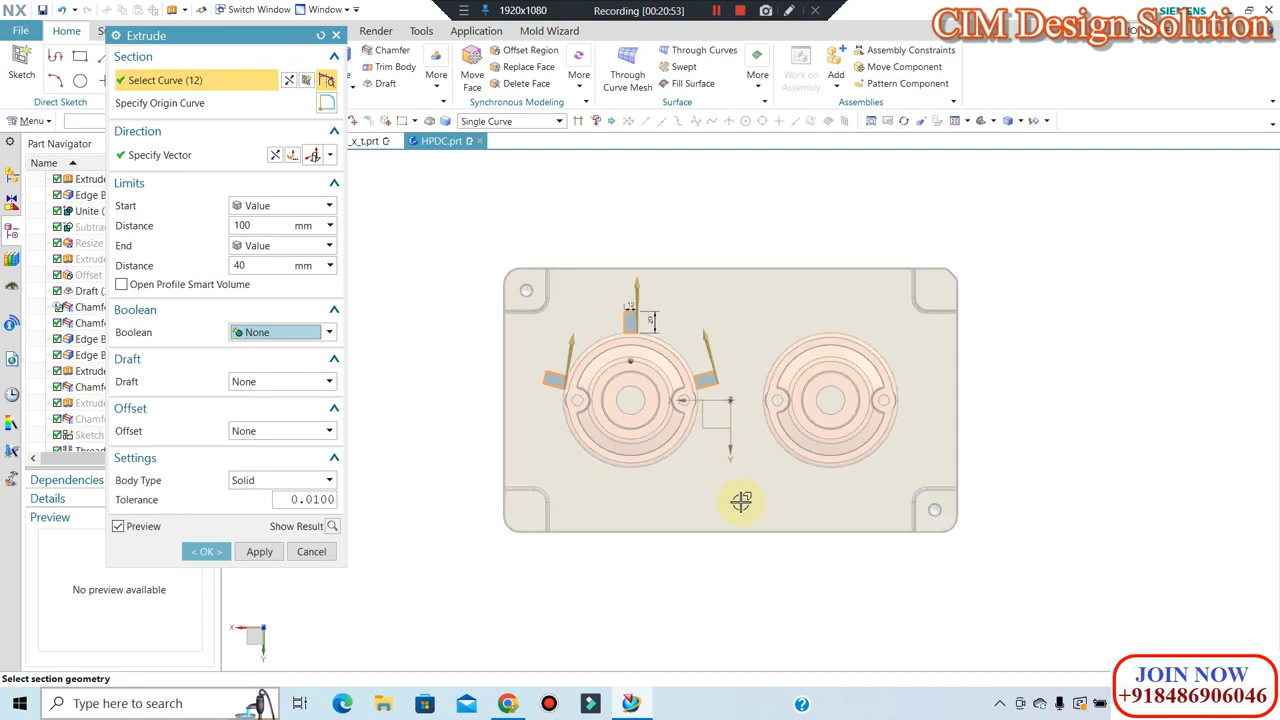 NX
Switch Window
Window
1920x1080
Recording [00:20:53]
SIEMENS
CIM Design Solution
File
Home
Render
Tools
Application
Mold Wizard
Extrude
Section
Select Curve (12)
Specify Origin Curve
Direction
Specify Vector
Limits
Start
Value
Distance
100
mm
End
Value
Distance
40
mm
Open Profile Smart Volume
Boolean
Boolean
None
Draft
Draft
None
Offset
Offset
None
Settings
Body Type
Solid
Tolerance
0.0100
Preview
Show Result
< OK >
Apply
Cancel
Sketch
Direct Sketch
Chamfer
Trim Body
Draft
More
Move
Face
Offset Region
Replace Face
Delete Face
More
Synchronous Modeling
Through
Curve Mesh
Through Curves
Swept
Fill Surface
More
Surface
Work on
Assembly
Add
Assembly Constraints
Move Component
Pattern Component
Assemblies
Menu
Single Curve
_x_t.prt
HPDC.prt
Part Navigator
Name
Extrude
Edge B
Unite (
Subtrac
Resize
Extrude
Offset
Draft (
Chamfe
Chamfe
Edge B
Edge B
Extrude
Chamfe
Extrude
Chamfe
Sketch
Thread
Dependencies
Details
Preview
No preview available
12
20
Y
X
Y
Select section geometry
Type here to search
JOIN NOW
+918486906046